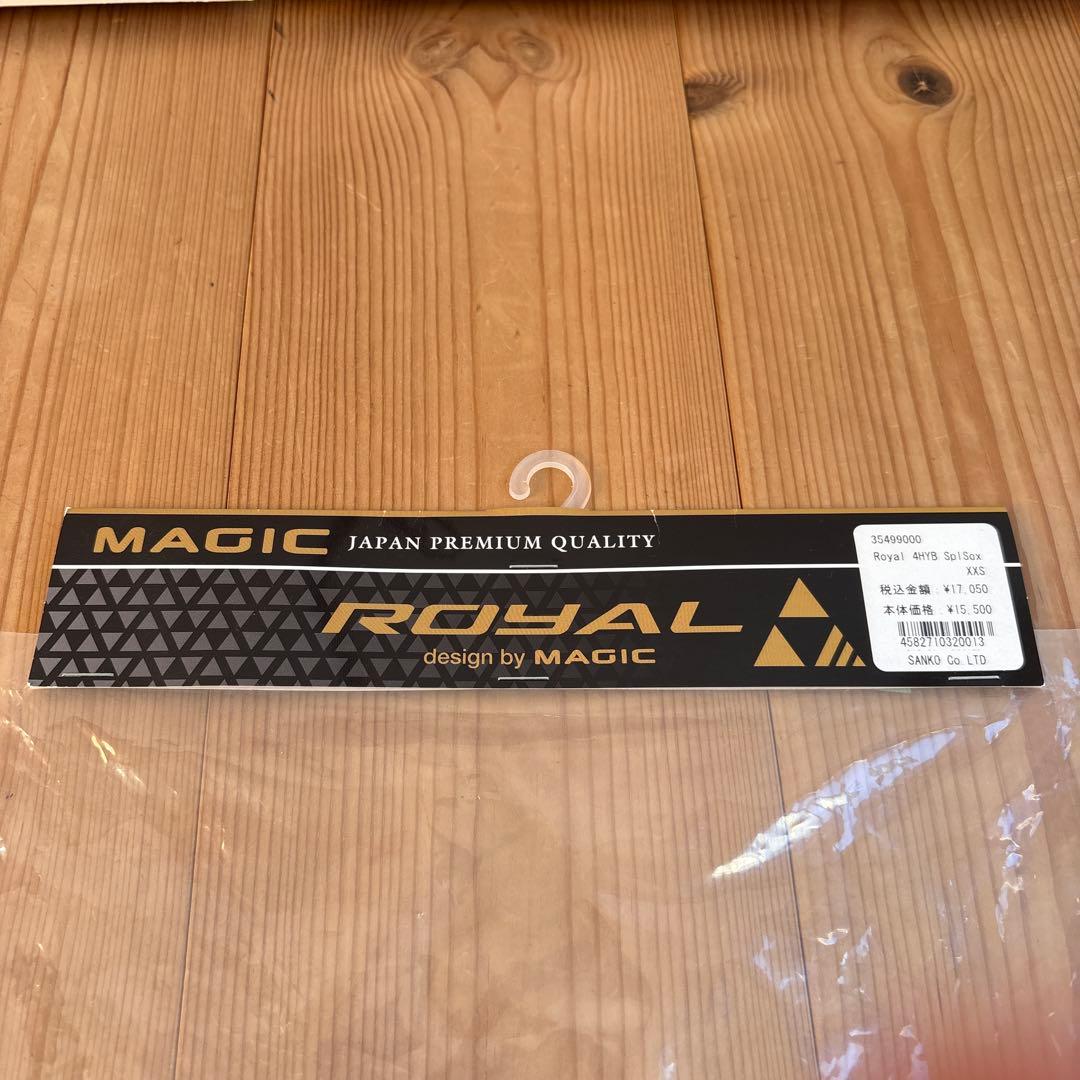 MAGIC JAPAN PREMIUM QUALITY
ROYAL
design by MAGIC
35499000
Royal 4HYB SplSox
XXS
税込金額:¥17,050
本体価格:¥15,500
4582710320013
SANKO Co.LTD